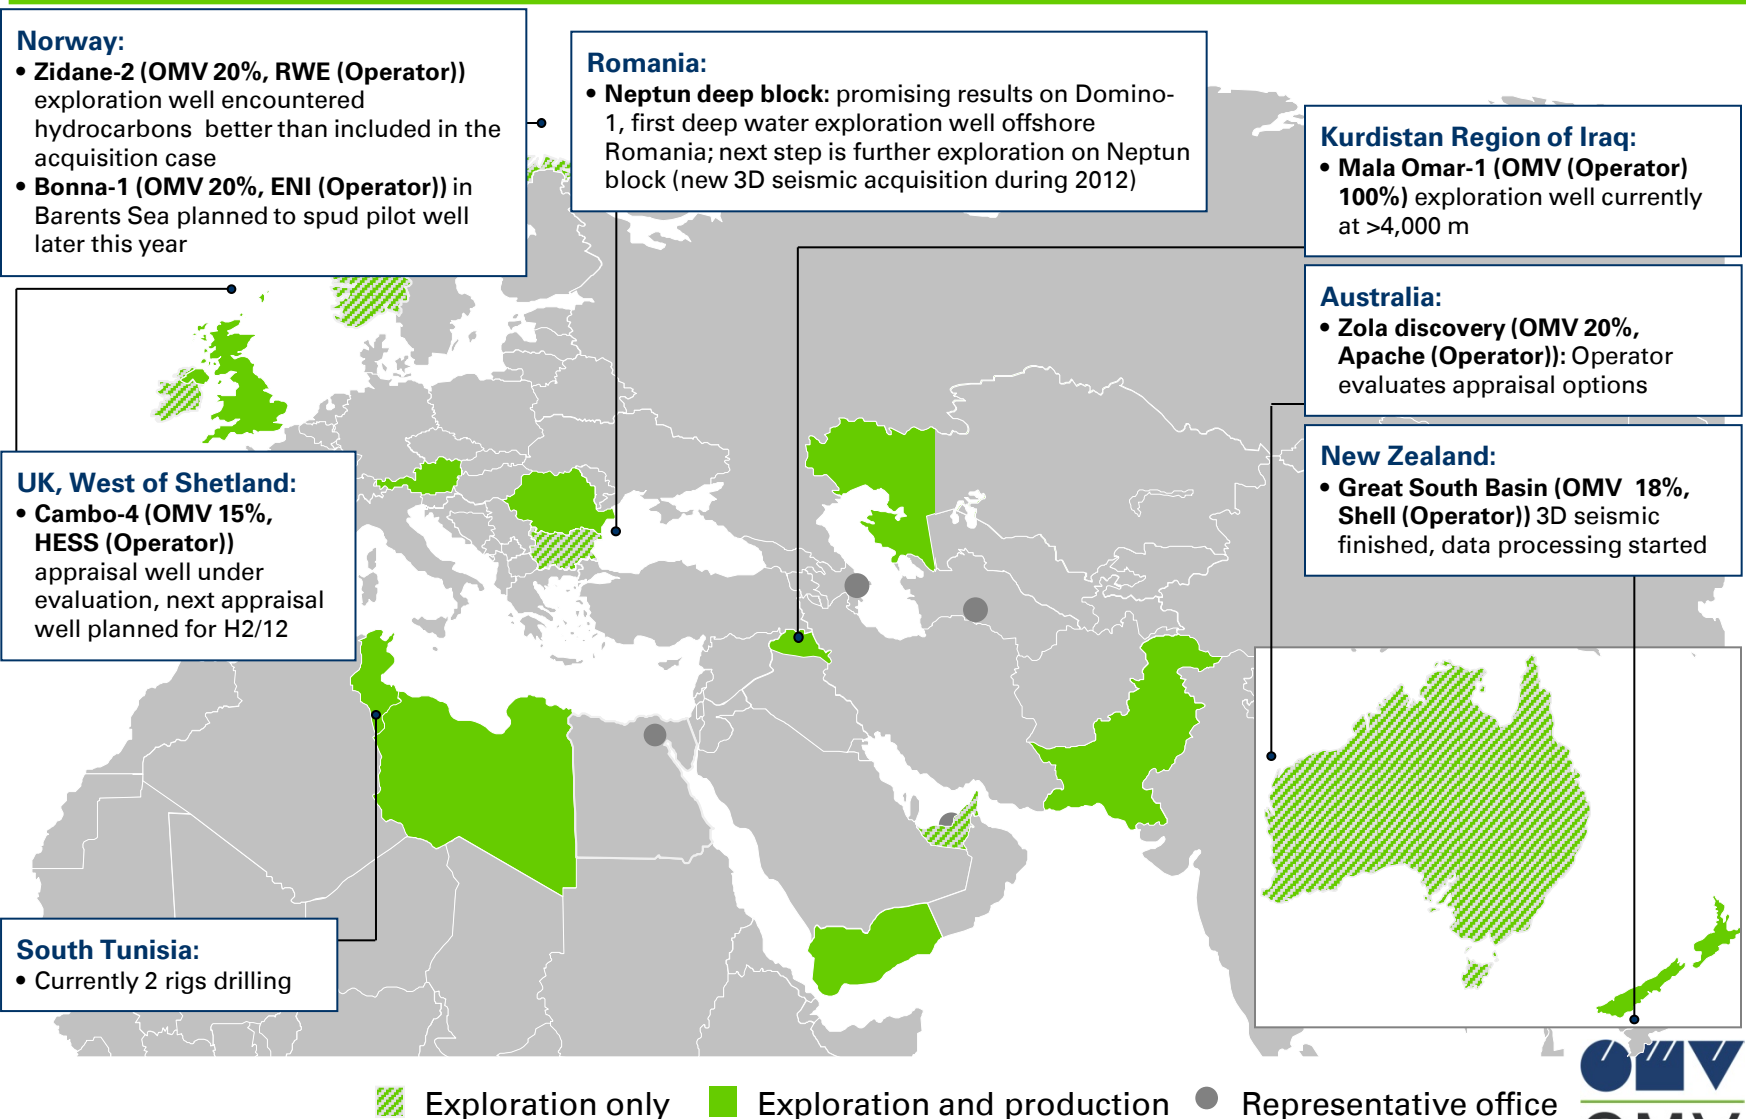 Norway:
• Zidane-2 (OMV 20%, RWE (Operator))
exploration well encountered
hydrocarbons better than included in the
acquisition case
• Bonna-1 (OMV 20%, ENI (Operator)) in
Barents Sea planned to spud pilot well
later this year
Romania:
• Neptun deep block: promising results on Domino-
1, first deep water exploration well offshore
Romania; next step is further exploration on Neptun
block (new 3D seismic acquisition during 2012)
Kurdistan Region of Iraq:
• Mala Omar-1 (OMV (Operator)
100%) exploration well currently
at >4,000 m
Australia:
• Zola discovery (OMV 20%,
Apache (Operator)): Operator
evaluates appraisal options
New Zealand:
• Great South Basin (OMV 18%,
Shell (Operator)) 3D seismic
finished, data processing started
UK, West of Shetland:
• Cambo-4 (OMV 15%,
HESS (Operator))
appraisal well under
evaluation, next appraisal
well planned for H2/12
South Tunisia:
• Currently 2 rigs drilling
Exploration only
Exploration and production
Representative office
OMV
OMV